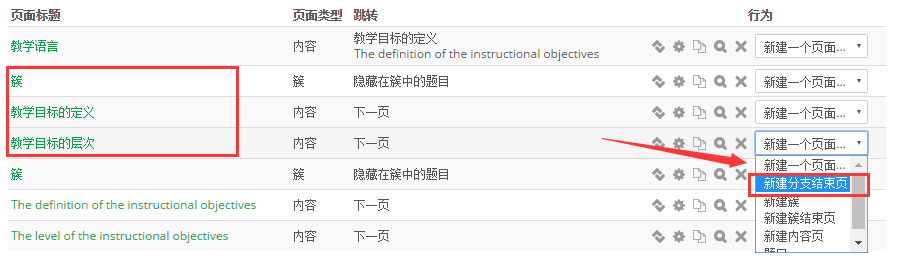 页面标题 页面类型 跳转 行为
教学语言 内容 教学目标的定义 新建一个页面...
The definition of the instructional objectives
簇 簇 隐藏在簇中的题目 新建一个页面...
教学目标的定义 内容 下一页 新建一个页面...
教学目标的层次 内容 下一页 新建一个页面...
新建一个页面...
簇 簇 隐藏在簇中的题目 新建分支结束页
The definition of the instructional objectives 内容 下一页 新建簇
新建簇结束页
The level of the instructional objectives 内容 下一页 新建内容页